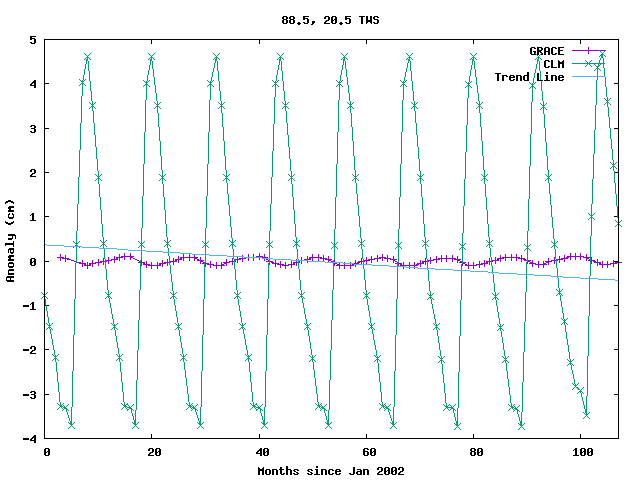 88.5, 20.5 TWS
GRACE
CLM
Trend Line
5
4
3
2
1
0
-1
-2
-3
-4
Anomaly (cm)
0 20 40 60 80 100
Months since Jan 2002